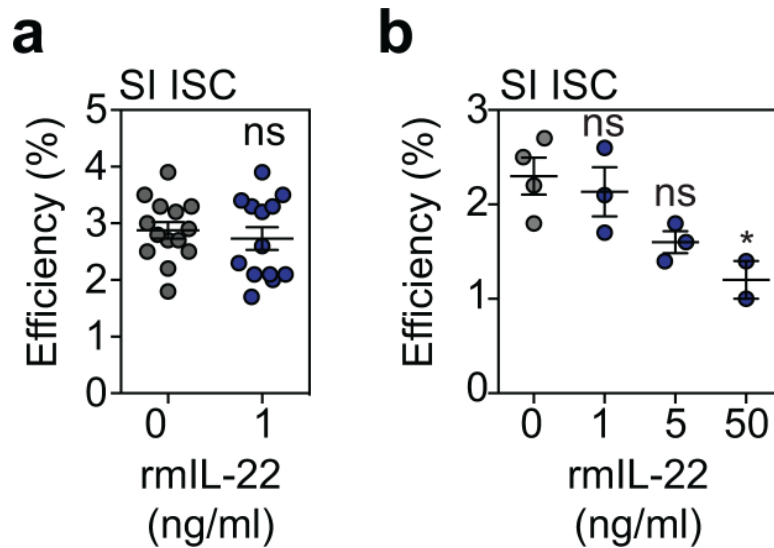 a
SI ISC
Efficiency (%)
5
4
3
2
1
0
ns
0 1
rmIL-22
(ng/ml)
b
SI ISC
Efficiency (%)
3
2
1
0
ns
ns
*
0 1 5 50
rmIL-22
(ng/ml)